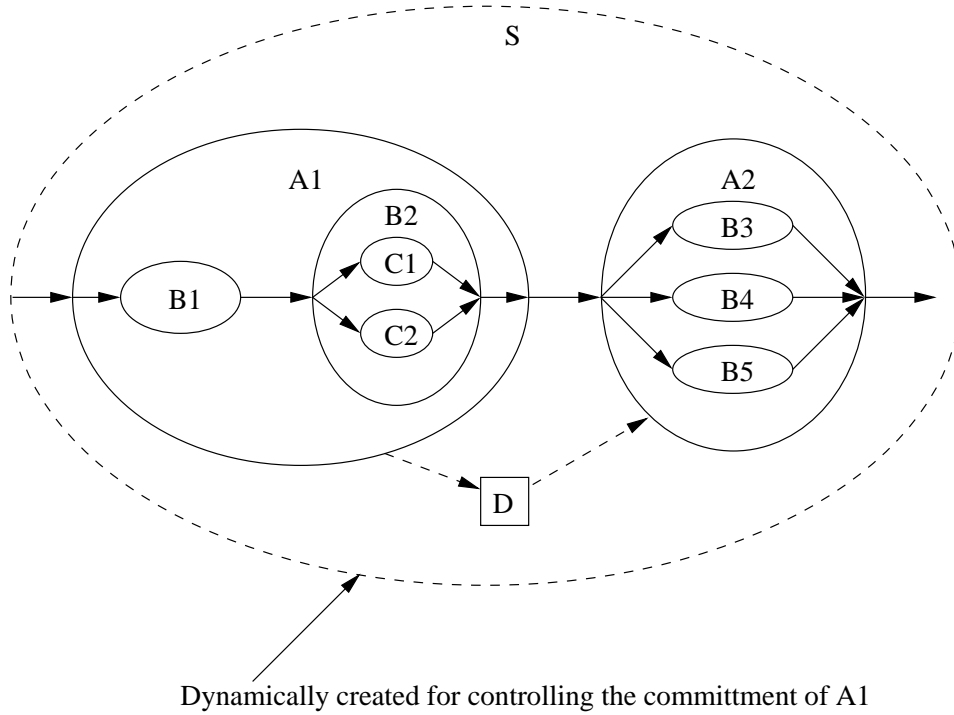 S
A1
A2
B2
B3
C1
B1
B4
C2
B5
D
Dynamically created for controlling the committment of A1